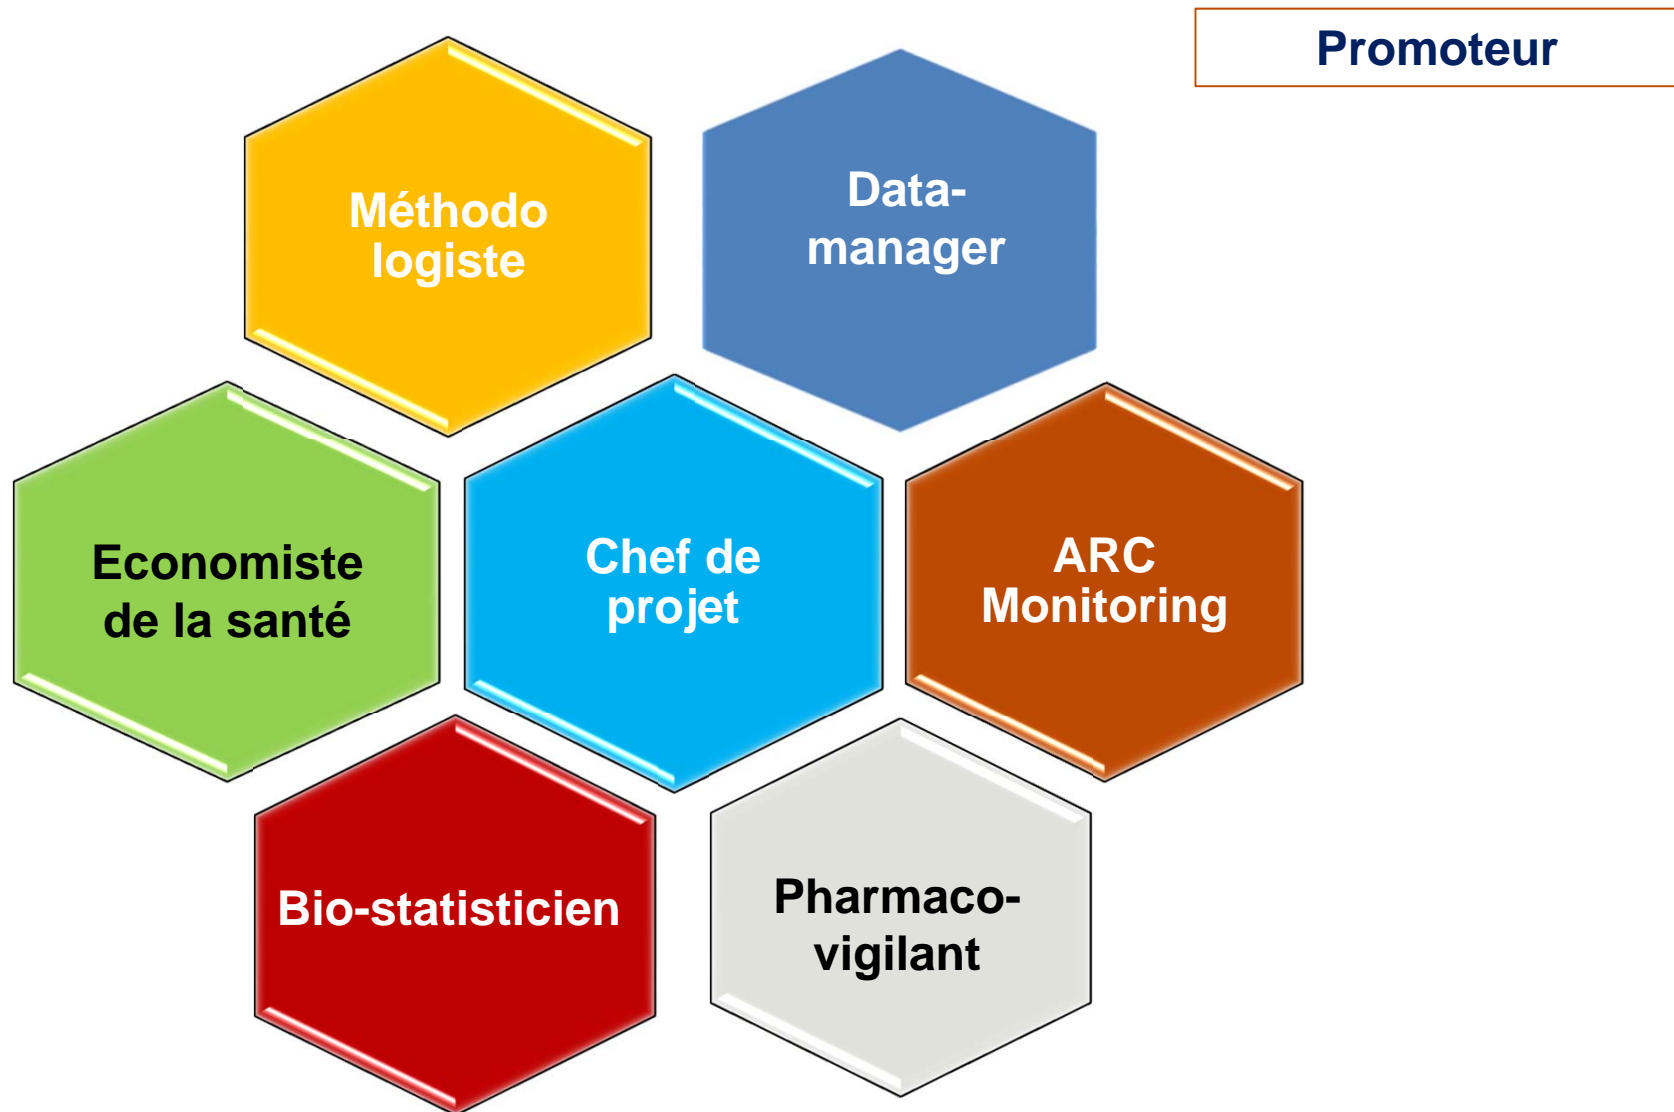 Promoteur
Méthodo
logiste
Data-
manager
Economiste
de la santé
Chef de
projet
ARC
Monitoring
Bio-statisticien
Pharmaco-
vigilant